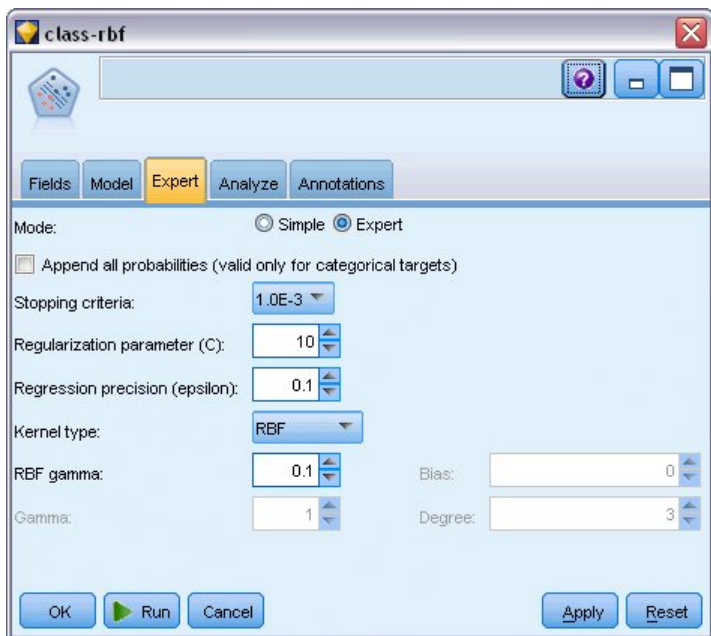 class-rbf
Fields Model Expert Analyze Annotations
Mode: Simple Expert
Append all probabilities (valid only for categorical targets)
Stopping criteria: 1.0E-3
Regularization parameter (C): 10
Regression precision (epsilon): 0.1
Kernel type: RBF
RBF gamma: 0.1 Bias: 0
Gamma: 1 Degree: 3
OK Run Cancel Apply Reset